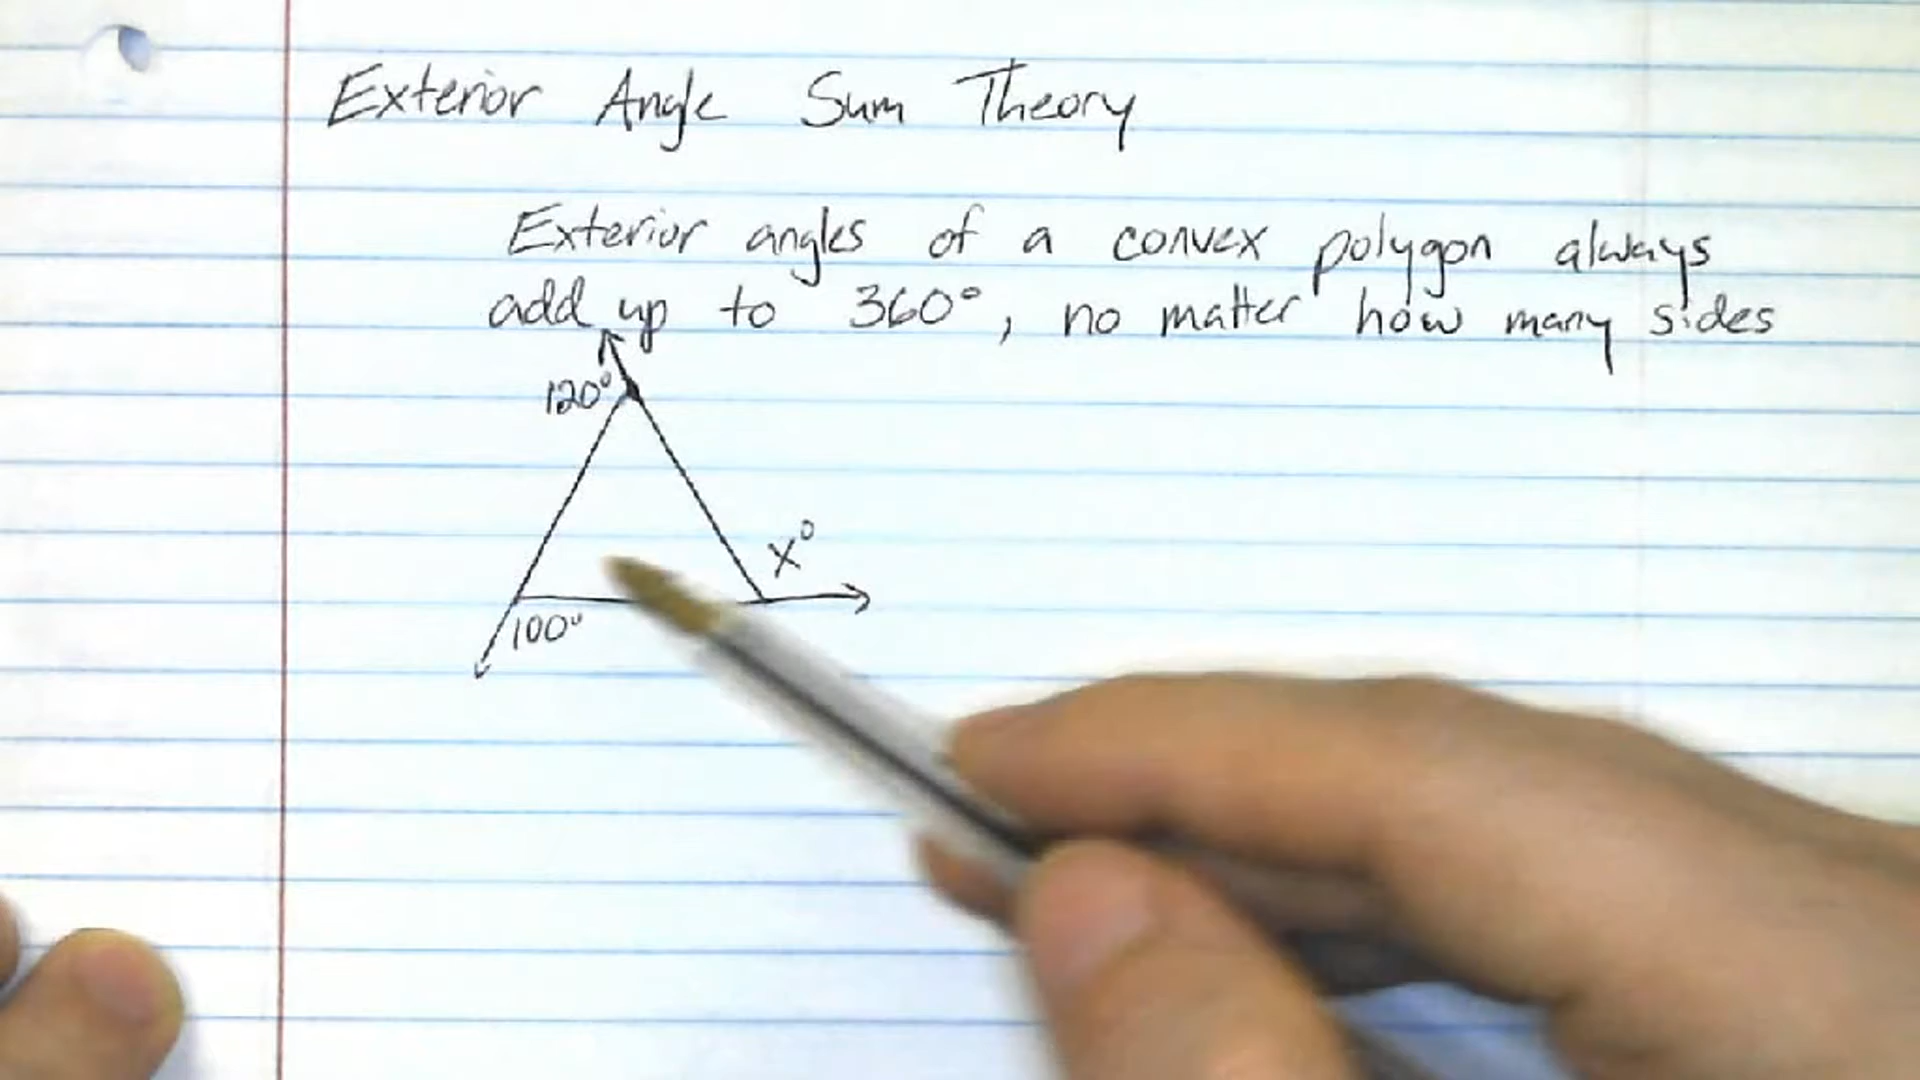 Exterior Angle Sum Theory
Exterior angles of a convex polygon always
add up to 360°, no matter how many sides
120°
x°
100°